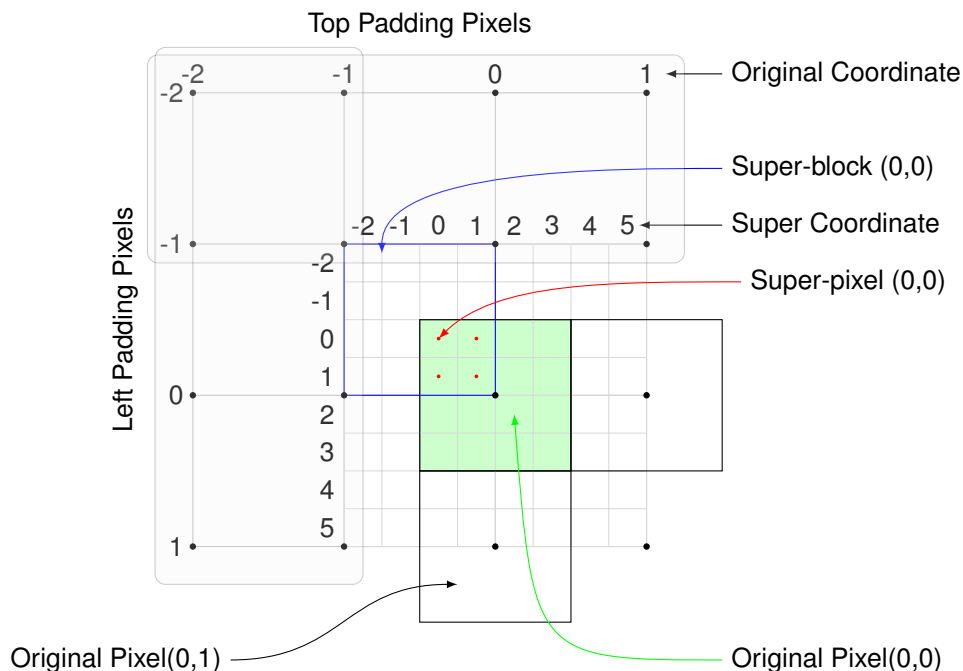 Top Padding Pixels
-2 -1 0 1 Original Coordinate
-2
Super-block (0,0)
-2 -1 0 1 2 3 4 5 Super Coordinate
Left Padding Pixels
-1
-2
-1
Super-pixel (0,0)
0
1
0
2
3
4
5
1
Original Pixel(0,1)
Original Pixel(0,0)